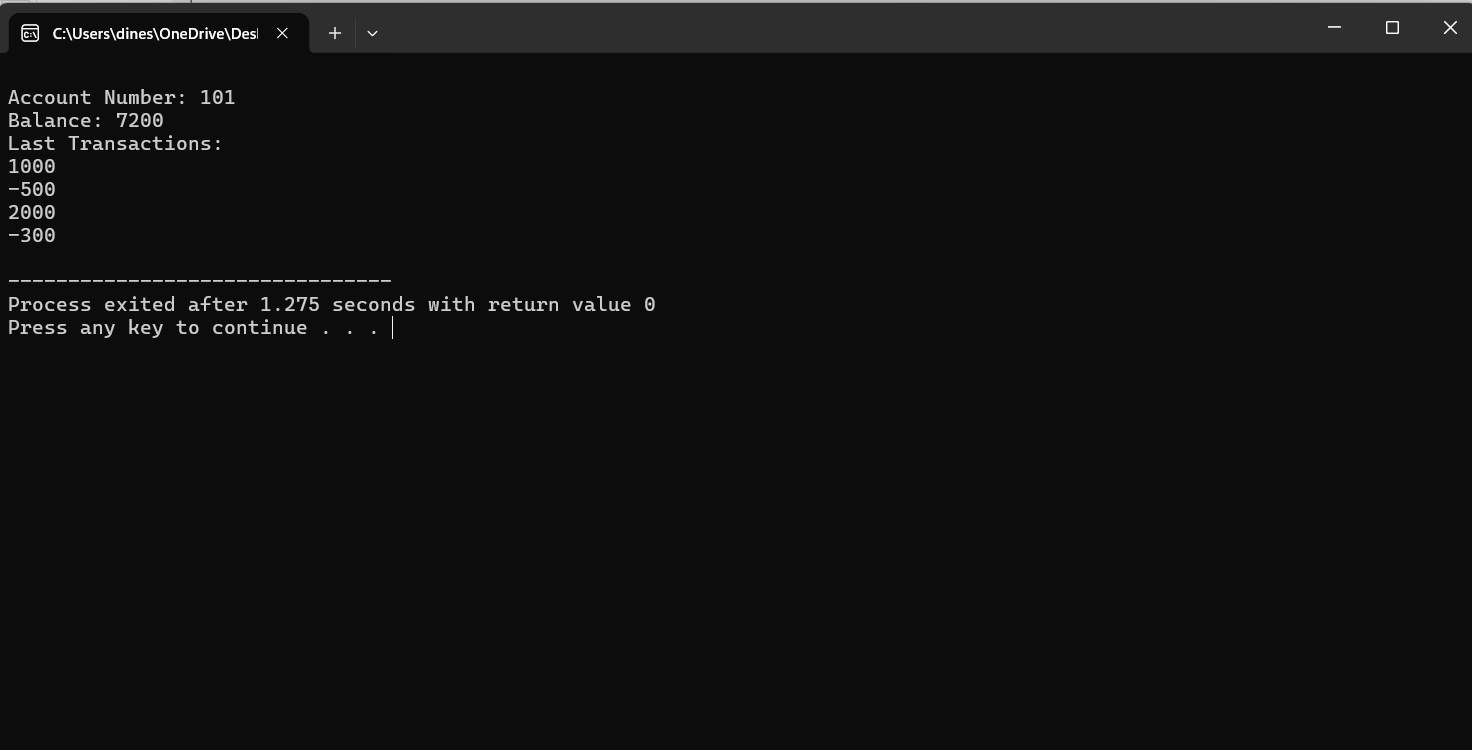 C:\Users\dines\OneDrive\Des
Account Number: 101
Balance: 7200
Last Transactions:
1000
-500
2000
-300
--------------------------------
Process exited after 1.275 seconds with return value 0
Press any key to continue . . .